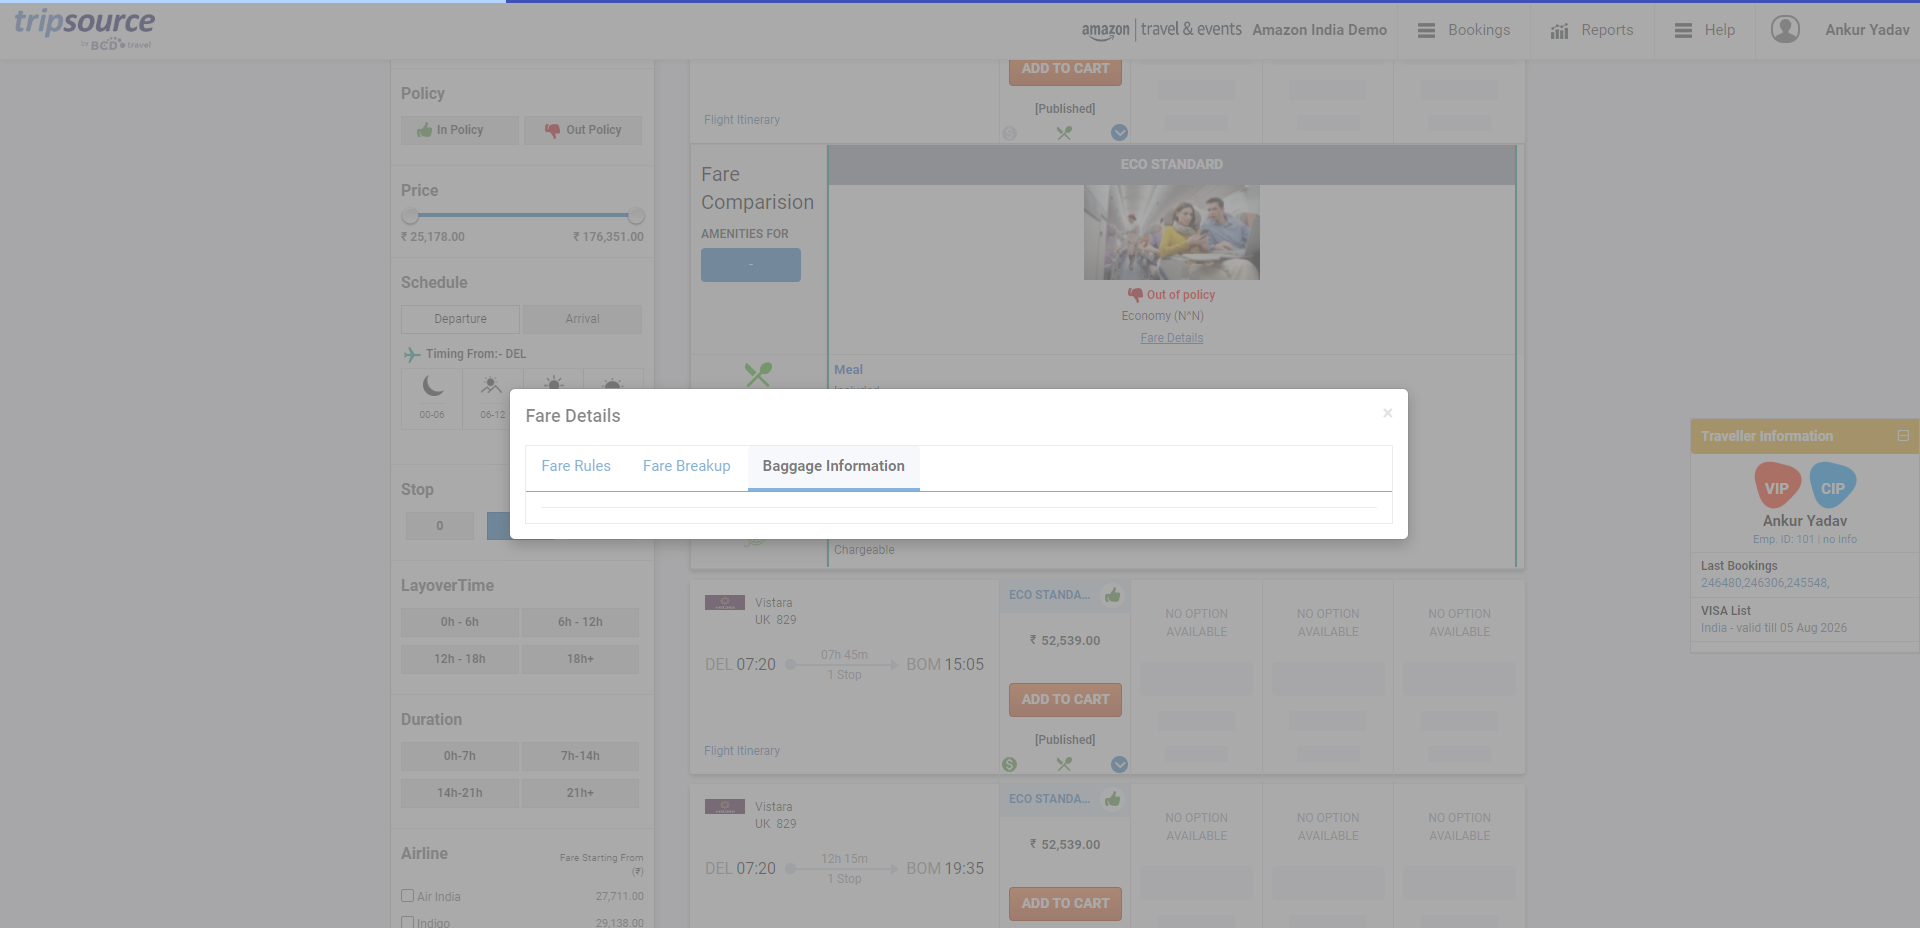 tripsource
by BCD travel
amazon travel & events
Amazon India Demo
Bookings
Reports
Help
Ankur Yadav
Policy
In Policy
Out Policy
Price
₹ 25,178.00
₹ 176,351.00
Schedule
Departure
Arrival
Timing From:- DEL
00-06
06-12
Stop
0
LayoverTime
0h - 6h
6h - 12h
12h - 18h
18h+
Duration
0h-7h
7h-14h
14h-21h
21h+
Airline
Fare Starting From
(₹)
Air India
27,711.00
Indigo
29,138.00
ADD TO CART
[Published]
Flight Itinerary
Fare
Comparision
AMENITIES FOR
-
ECO STANDARD
Out of policy
Economy (N^N)
Fare Details
Meal
Included
Fare Details
×
Fare Rules
Fare Breakup
Baggage Information
Chargeable
Vistara
UK 829
DEL 07:20
07h 45m
1 Stop
BOM 15:05
Flight Itinerary
ECO STANDA...
₹ 52,539.00
ADD TO CART
[Published]
NO OPTION
AVAILABLE
NO OPTION
AVAILABLE
NO OPTION
AVAILABLE
Vistara
UK 829
DEL 07:20
12h 15m
1 Stop
BOM 19:35
ECO STANDA...
₹ 52,539.00
ADD TO CART
NO OPTION
AVAILABLE
NO OPTION
AVAILABLE
NO OPTION
AVAILABLE
Traveller Information
VIP
CIP
Ankur Yadav
Emp. ID: 101 | no Info
Last Bookings
246480,246306,245548,
VISA List
India - valid till 05 Aug 2026